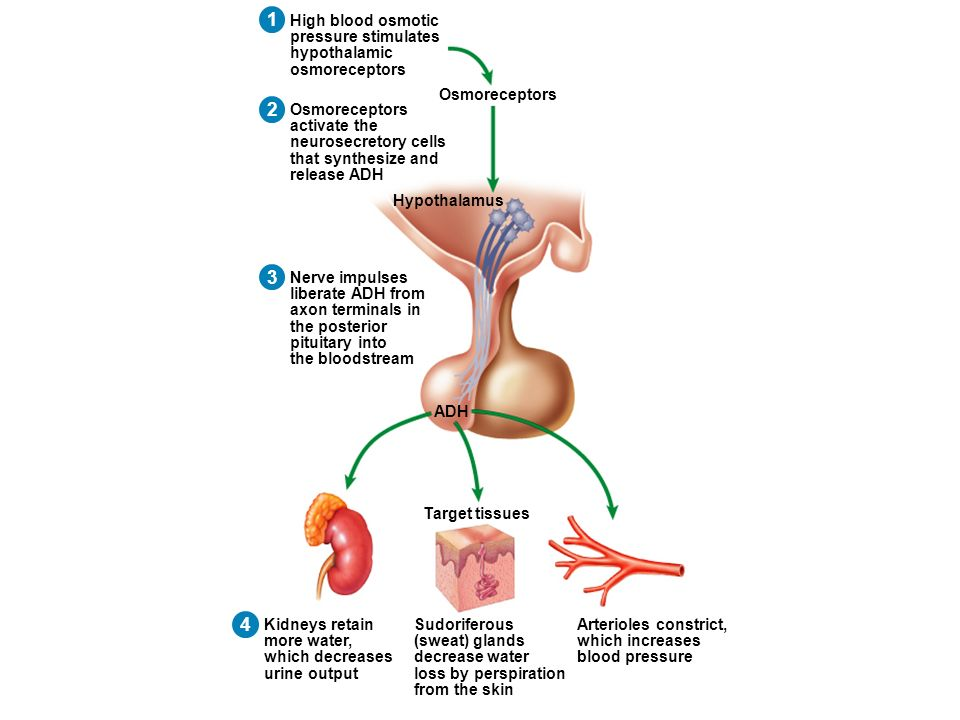 1
High blood osmotic
pressure stimulates
hypothalamic
osmoreceptors
Osmoreceptors
2
Osmoreceptors
activate the
neurosecretory cells
that synthesize and
release ADH
Hypothalamus
3
Nerve impulses
liberate ADH from
axon terminals in
the posterior
pituitary into
the bloodstream
ADH
Target tissues
4
Kidneys retain
more water,
which decreases
urine output
Sudoriferous
(sweat) glands
decrease water
loss by perspiration
from the skin
Arterioles constrict,
which increases
blood pressure